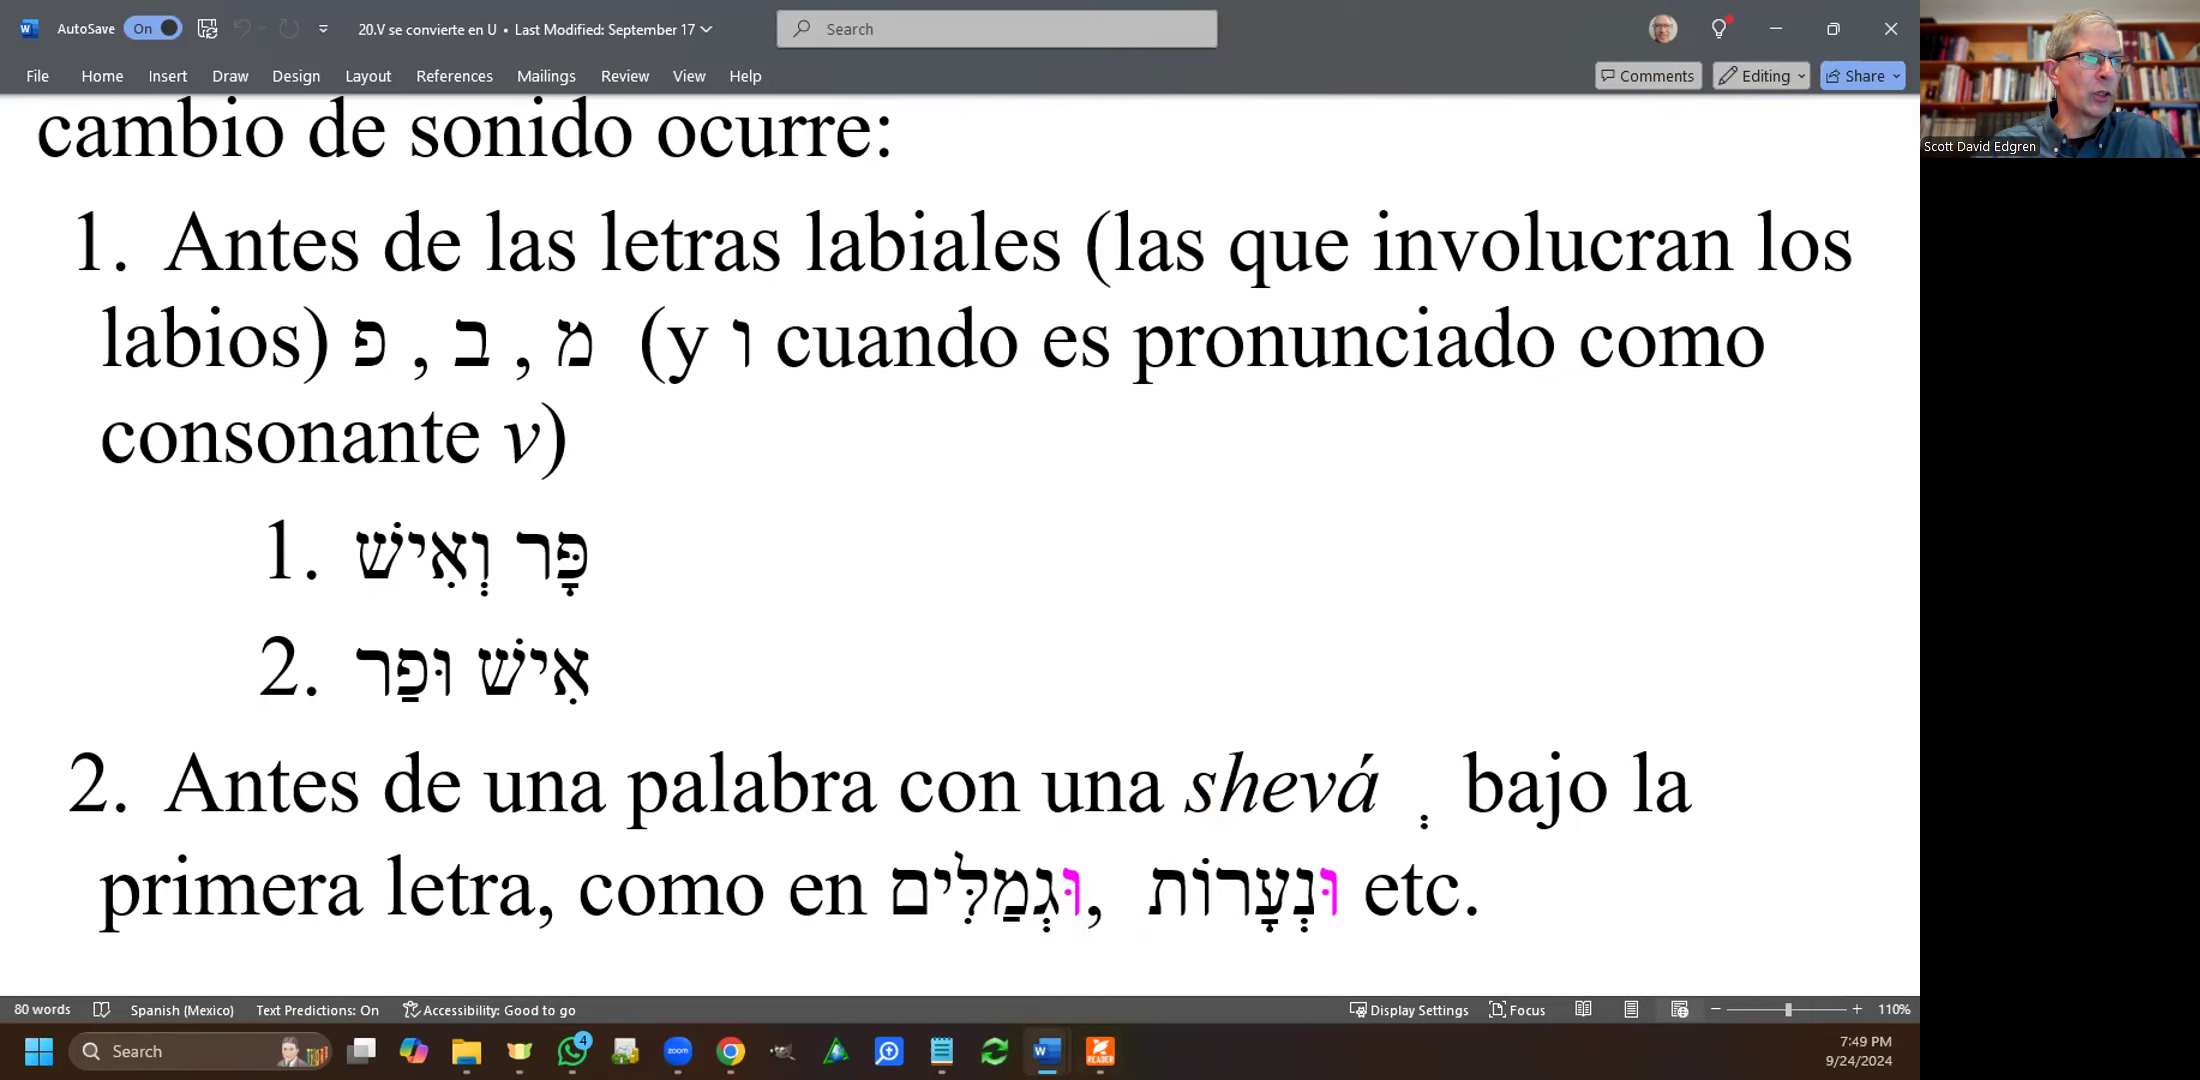 AutoSave On 20.V se convierte en U • Last Modified: September 17 Search
File Home Insert Draw Design Layout References Mailings Review View Help Comments Editing Share
Scott David Edgren
cambio de sonido ocurre:
1. Antes de las letras labiales (las que involucran los
labios) מ , ב , פ (y ו cuando es pronunciado como
consonante v)
1. פָּר וְאִישׁ
2. אִישׁ וּפַר
2. Antes de una palabra con una shevá ְ bajo la
primera letra, como en וּגְמַלִּים, וּנְעָרוֹת etc.
80 words Spanish (Mexico) Text Predictions: On Accessibility: Good to go Display Settings Focus 110%
Search 4 zoom READER 7:49 PM
9/24/2024